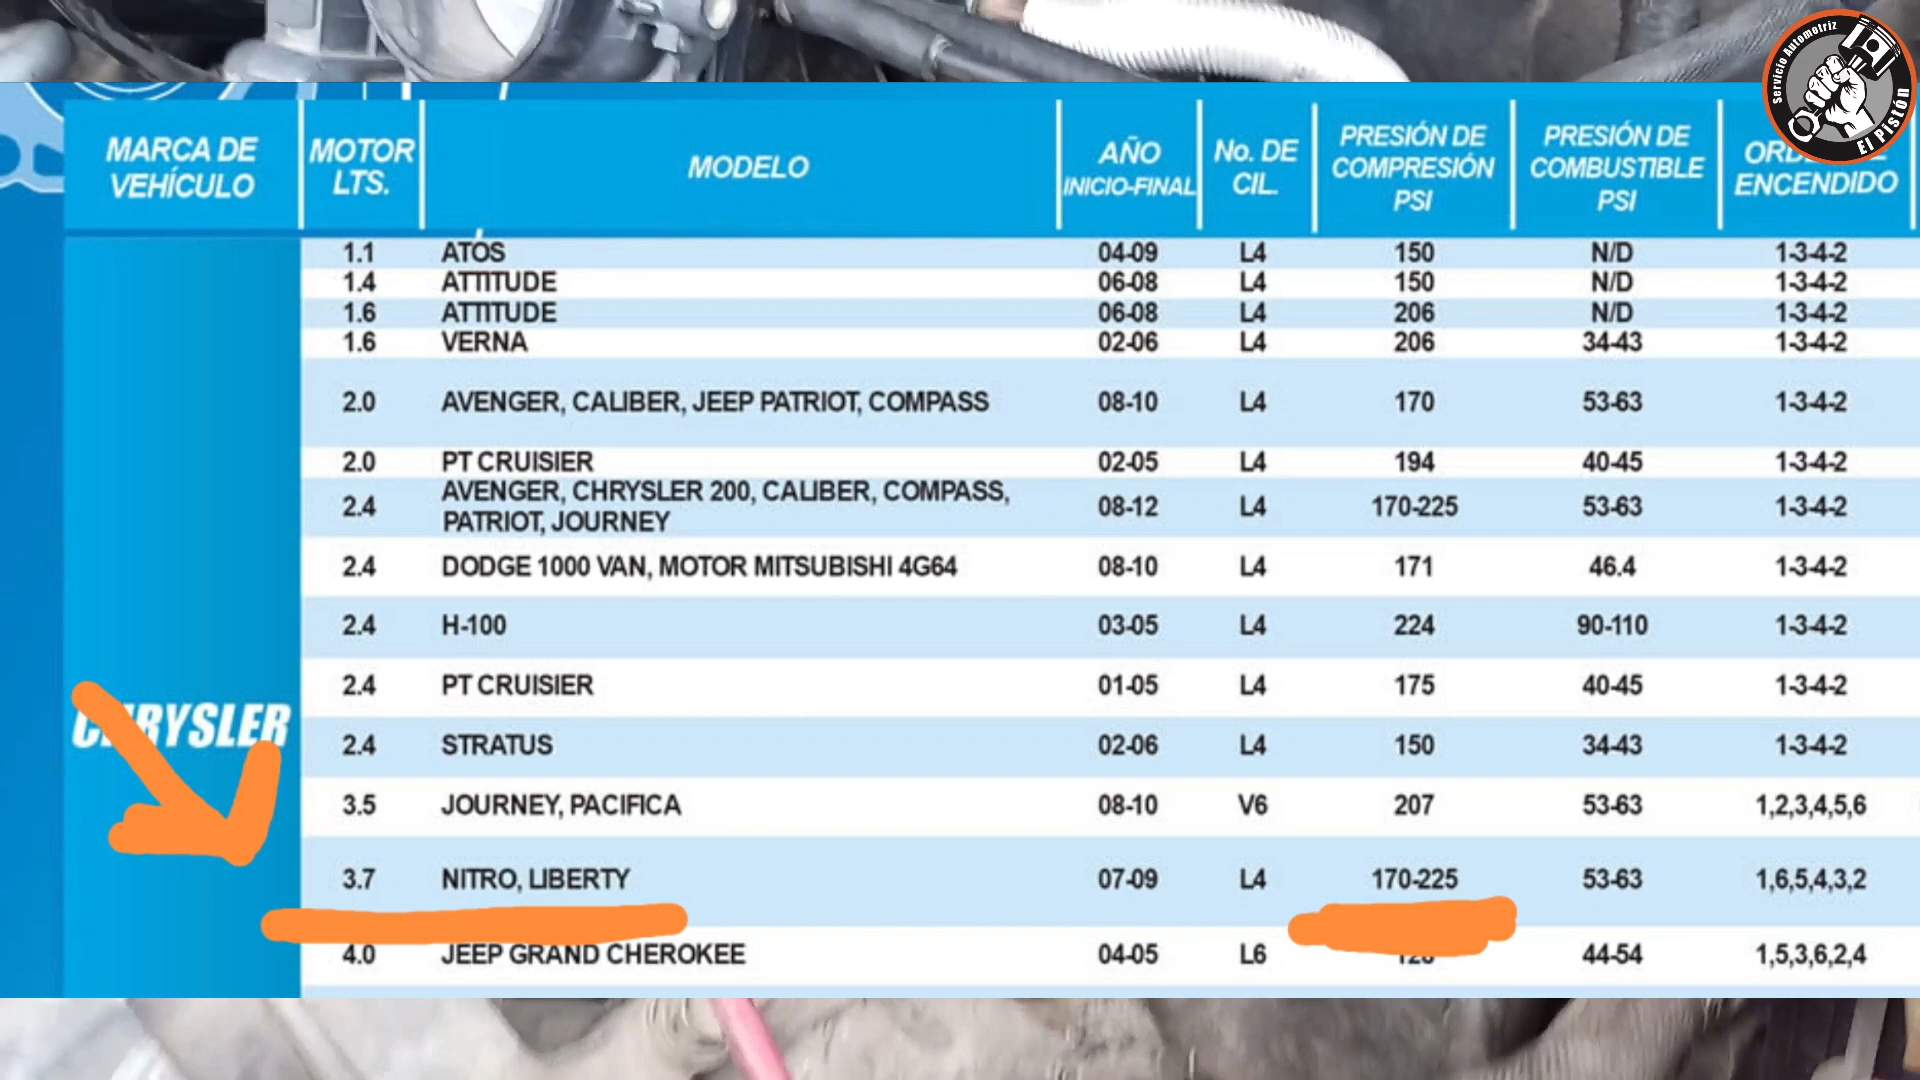 Servicio Automotriz
El Pistón
MARCA DE VEHÍCULO MOTOR LTS. MODELO AÑO INICIO-FINAL No. DE CIL. PRESIÓN DE COMPRESIÓN PSI PRESIÓN DE COMBUSTIBLE PSI ENCENDIDO
1.1 ATOS 04-09 L4 150 N/D 1-3-4-2
1.4 ATTITUDE 06-08 L4 150 N/D 1-3-4-2
1.6 ATTITUDE 06-08 L4 206 N/D 1-3-4-2
1.6 VERNA 02-06 L4 206 34-43 1-3-4-2
2.0 AVENGER, CALIBER, JEEP PATRIOT, COMPASS 08-10 L4 170 53-63 1-3-4-2
2.0 PT CRUISIER 02-05 L4 194 40-45 1-3-4-2
2.4 AVENGER, CHRYSLER 200, CALIBER, COMPASS, PATRIOT, JOURNEY 08-12 L4 170-225 53-63 1-3-4-2
2.4 DODGE 1000 VAN, MOTOR MITSUBISHI 4G64 08-10 L4 171 46.4 1-3-4-2
2.4 H-100 03-05 L4 224 90-110 1-3-4-2
2.4 PT CRUISIER 01-05 L4 175 40-45 1-3-4-2
CHRYSLER
2.4 STRATUS 02-06 L4 150 34-43 1-3-4-2
3.5 JOURNEY, PACIFICA 08-10 V6 207 53-63 1,2,3,4,5,6
3.7 NITRO, LIBERTY 07-09 L4 170-225 53-63 1,6,5,4,3,2
4.0 JEEP GRAND CHEROKEE 04-05 L6 44-54 1,5,3,6,2,4